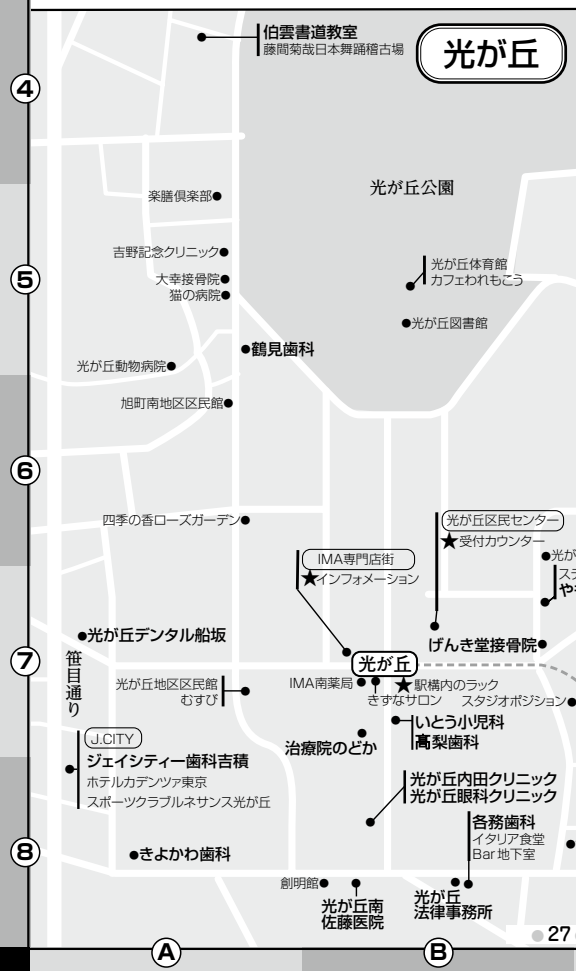 光が丘
伯雲書道教室
藤間菊哉日本舞踊稽古場
④
光が丘公園
楽膳倶楽部
吉野記念クリニック
光が丘体育館
カフェわれもこう
⑤
大幸接骨院
猫の病院
光が丘図書館
鶴見歯科
光が丘動物病院
旭町南地区区民館
⑥
四季の香ローズガーデン
光が丘区民センター
★受付カウンター
IMA専門店街
★インフォメーション
光が
ステ
やき
光が丘デンタル船坂
げんき堂接骨院
⑦
笹目通り
光が丘
光が丘地区区民館
むすび
IMA南薬局
きずなサロン
★駅構内のラック
スタジオポジション
いとう小児科
髙梨歯科
治療院のどか
J.CITY
ジェイシティー歯科吉積
ホテルカデンツァ東京
スポーツクラブルネサンス光が丘
光が丘内田クリニック
光が丘眼科クリニック
各務歯科
イタリア食堂
Bar 地下室
⑧
きよかわ歯科
創明館
光が丘南
佐藤医院
光が丘
法律事務所
27
Ⓐ
Ⓑ